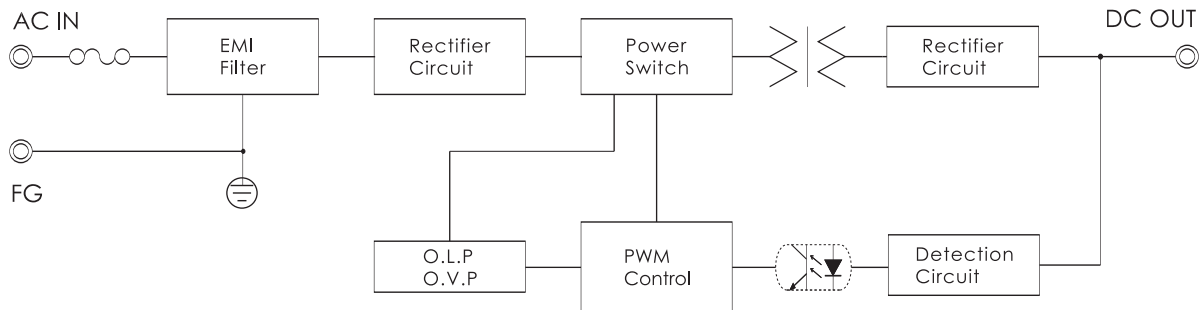 AC IN
DC OUT
EMI
Filter
Rectifier
Circuit
Power
Switch
Rectifier
Circuit
FG
O.L.P
O.V.P
PWM
Control
Detection
Circuit